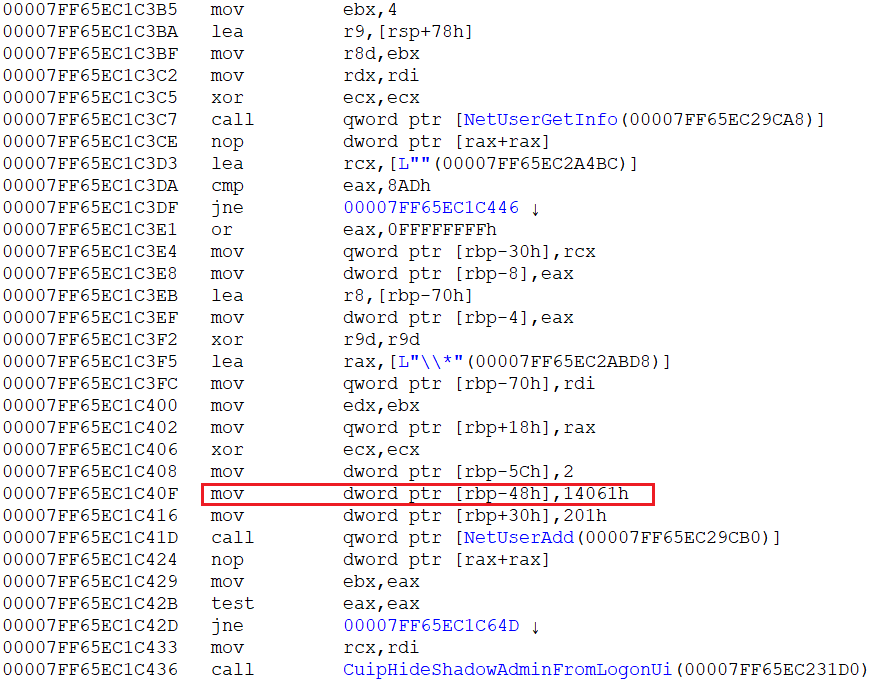 00007FF65EC1C3B5 mov ebx,4
00007FF65EC1C3BA lea r9,[rsp+78h]
00007FF65EC1C3BF mov r8d,ebx
00007FF65EC1C3C2 mov rdx,rdi
00007FF65EC1C3C5 xor ecx,ecx
00007FF65EC1C3C7 call qword ptr [NetUserGetInfo(00007FF65EC29CA8)]
00007FF65EC1C3CE nop dword ptr [rax+rax]
00007FF65EC1C3D3 lea rcx,[L""(00007FF65EC2A4BC)]
00007FF65EC1C3DA cmp eax,8ADh
00007FF65EC1C3DF jne 00007FF65EC1C446 ↓
00007FF65EC1C3E1 or eax,0FFFFFFFFh
00007FF65EC1C3E4 mov qword ptr [rbp-30h],rcx
00007FF65EC1C3E8 mov dword ptr [rbp-8],eax
00007FF65EC1C3EB lea r8,[rbp-70h]
00007FF65EC1C3EF mov dword ptr [rbp-4],eax
00007FF65EC1C3F2 xor r9d,r9d
00007FF65EC1C3F5 lea rax,[L"\\*"(00007FF65EC2ABD8)]
00007FF65EC1C3FC mov qword ptr [rbp-70h],rdi
00007FF65EC1C400 mov edx,ebx
00007FF65EC1C402 mov qword ptr [rbp+18h],rax
00007FF65EC1C406 xor ecx,ecx
00007FF65EC1C408 mov dword ptr [rbp-5Ch],2
00007FF65EC1C40F mov dword ptr [rbp-48h],14061h
00007FF65EC1C416 mov dword ptr [rbp+30h],201h
00007FF65EC1C41D call qword ptr [NetUserAdd(00007FF65EC29CB0)]
00007FF65EC1C424 nop dword ptr [rax+rax]
00007FF65EC1C429 mov ebx,eax
00007FF65EC1C42B test eax,eax
00007FF65EC1C42D jne 00007FF65EC1C64D ↓
00007FF65EC1C433 mov rcx,rdi
00007FF65EC1C436 call CuipHideShadowAdminFromLogonUi(00007FF65EC231D0)